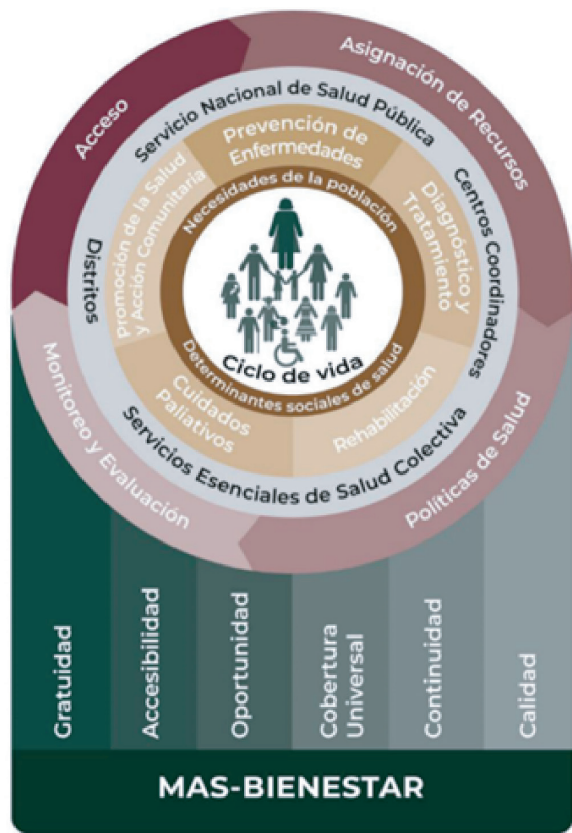 Acceso
Asignación de Recursos
Políticas de Salud
Monitoreo y Evaluación
Servicio Nacional de Salud Pública
Centros Coordinadores
Servicios Esenciales de Salud Colectiva
Distritos
Prevención de
Enfermedades
Diagnóstico y
Tratamiento
Rehabilitación
Cuidados
Paliativos
Promoción de la Salud
y Acción Comunitaria
Necesidades de la población
Determinantes sociales de salud
Ciclo de vida
Gratuidad
Accesibilidad
Oportunidad
Cobertura
Universal
Continuidad
Calidad
MAS-BIENESTAR